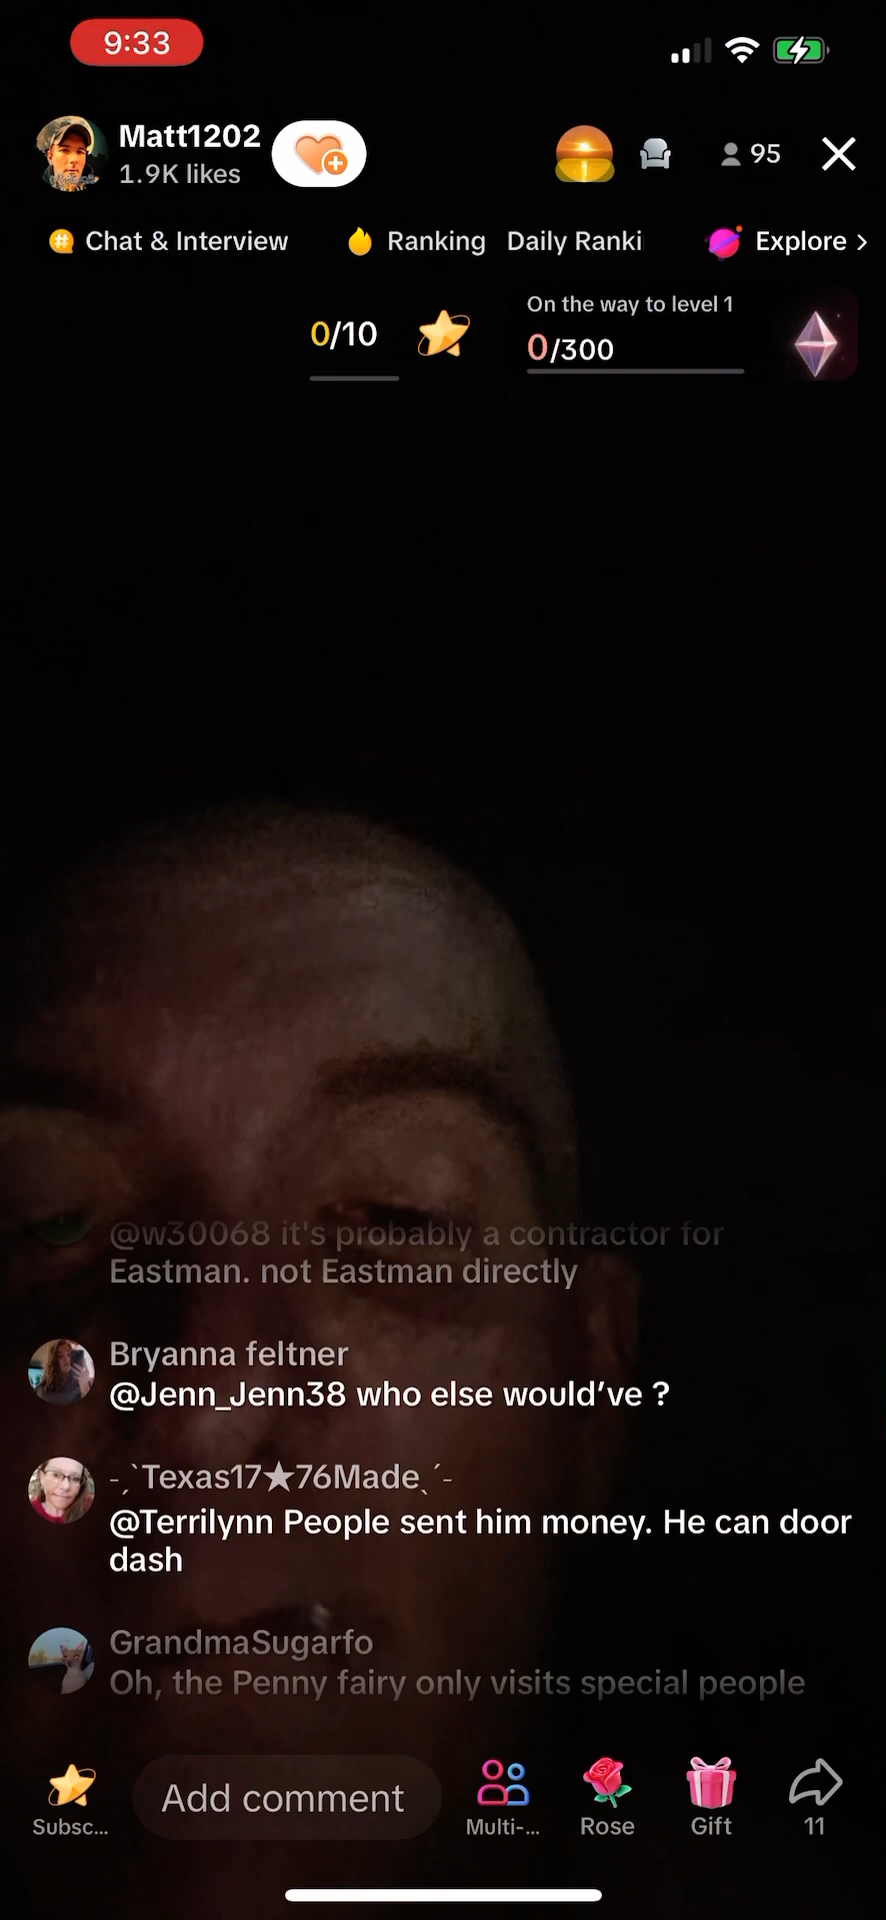 9:33
Matt1202
1.9K likes
95
Chat & Interview
Ranking
Daily Ranki
Explore >
0/10
On the way to level 1
0/300
@w30068 it's probably a contractor for
Eastman. not Eastman directly
Bryanna feltner
@Jenn_Jenn38 who else would’ve ?
-ˏˋTexas17★76Madeˎˊ-
@Terrilynn People sent him money. He can door
dash
GrandmaSugarfo
Oh, the Penny fairy only visits special people
Add comment
Subsc...
Multi-...
Rose
Gift
11